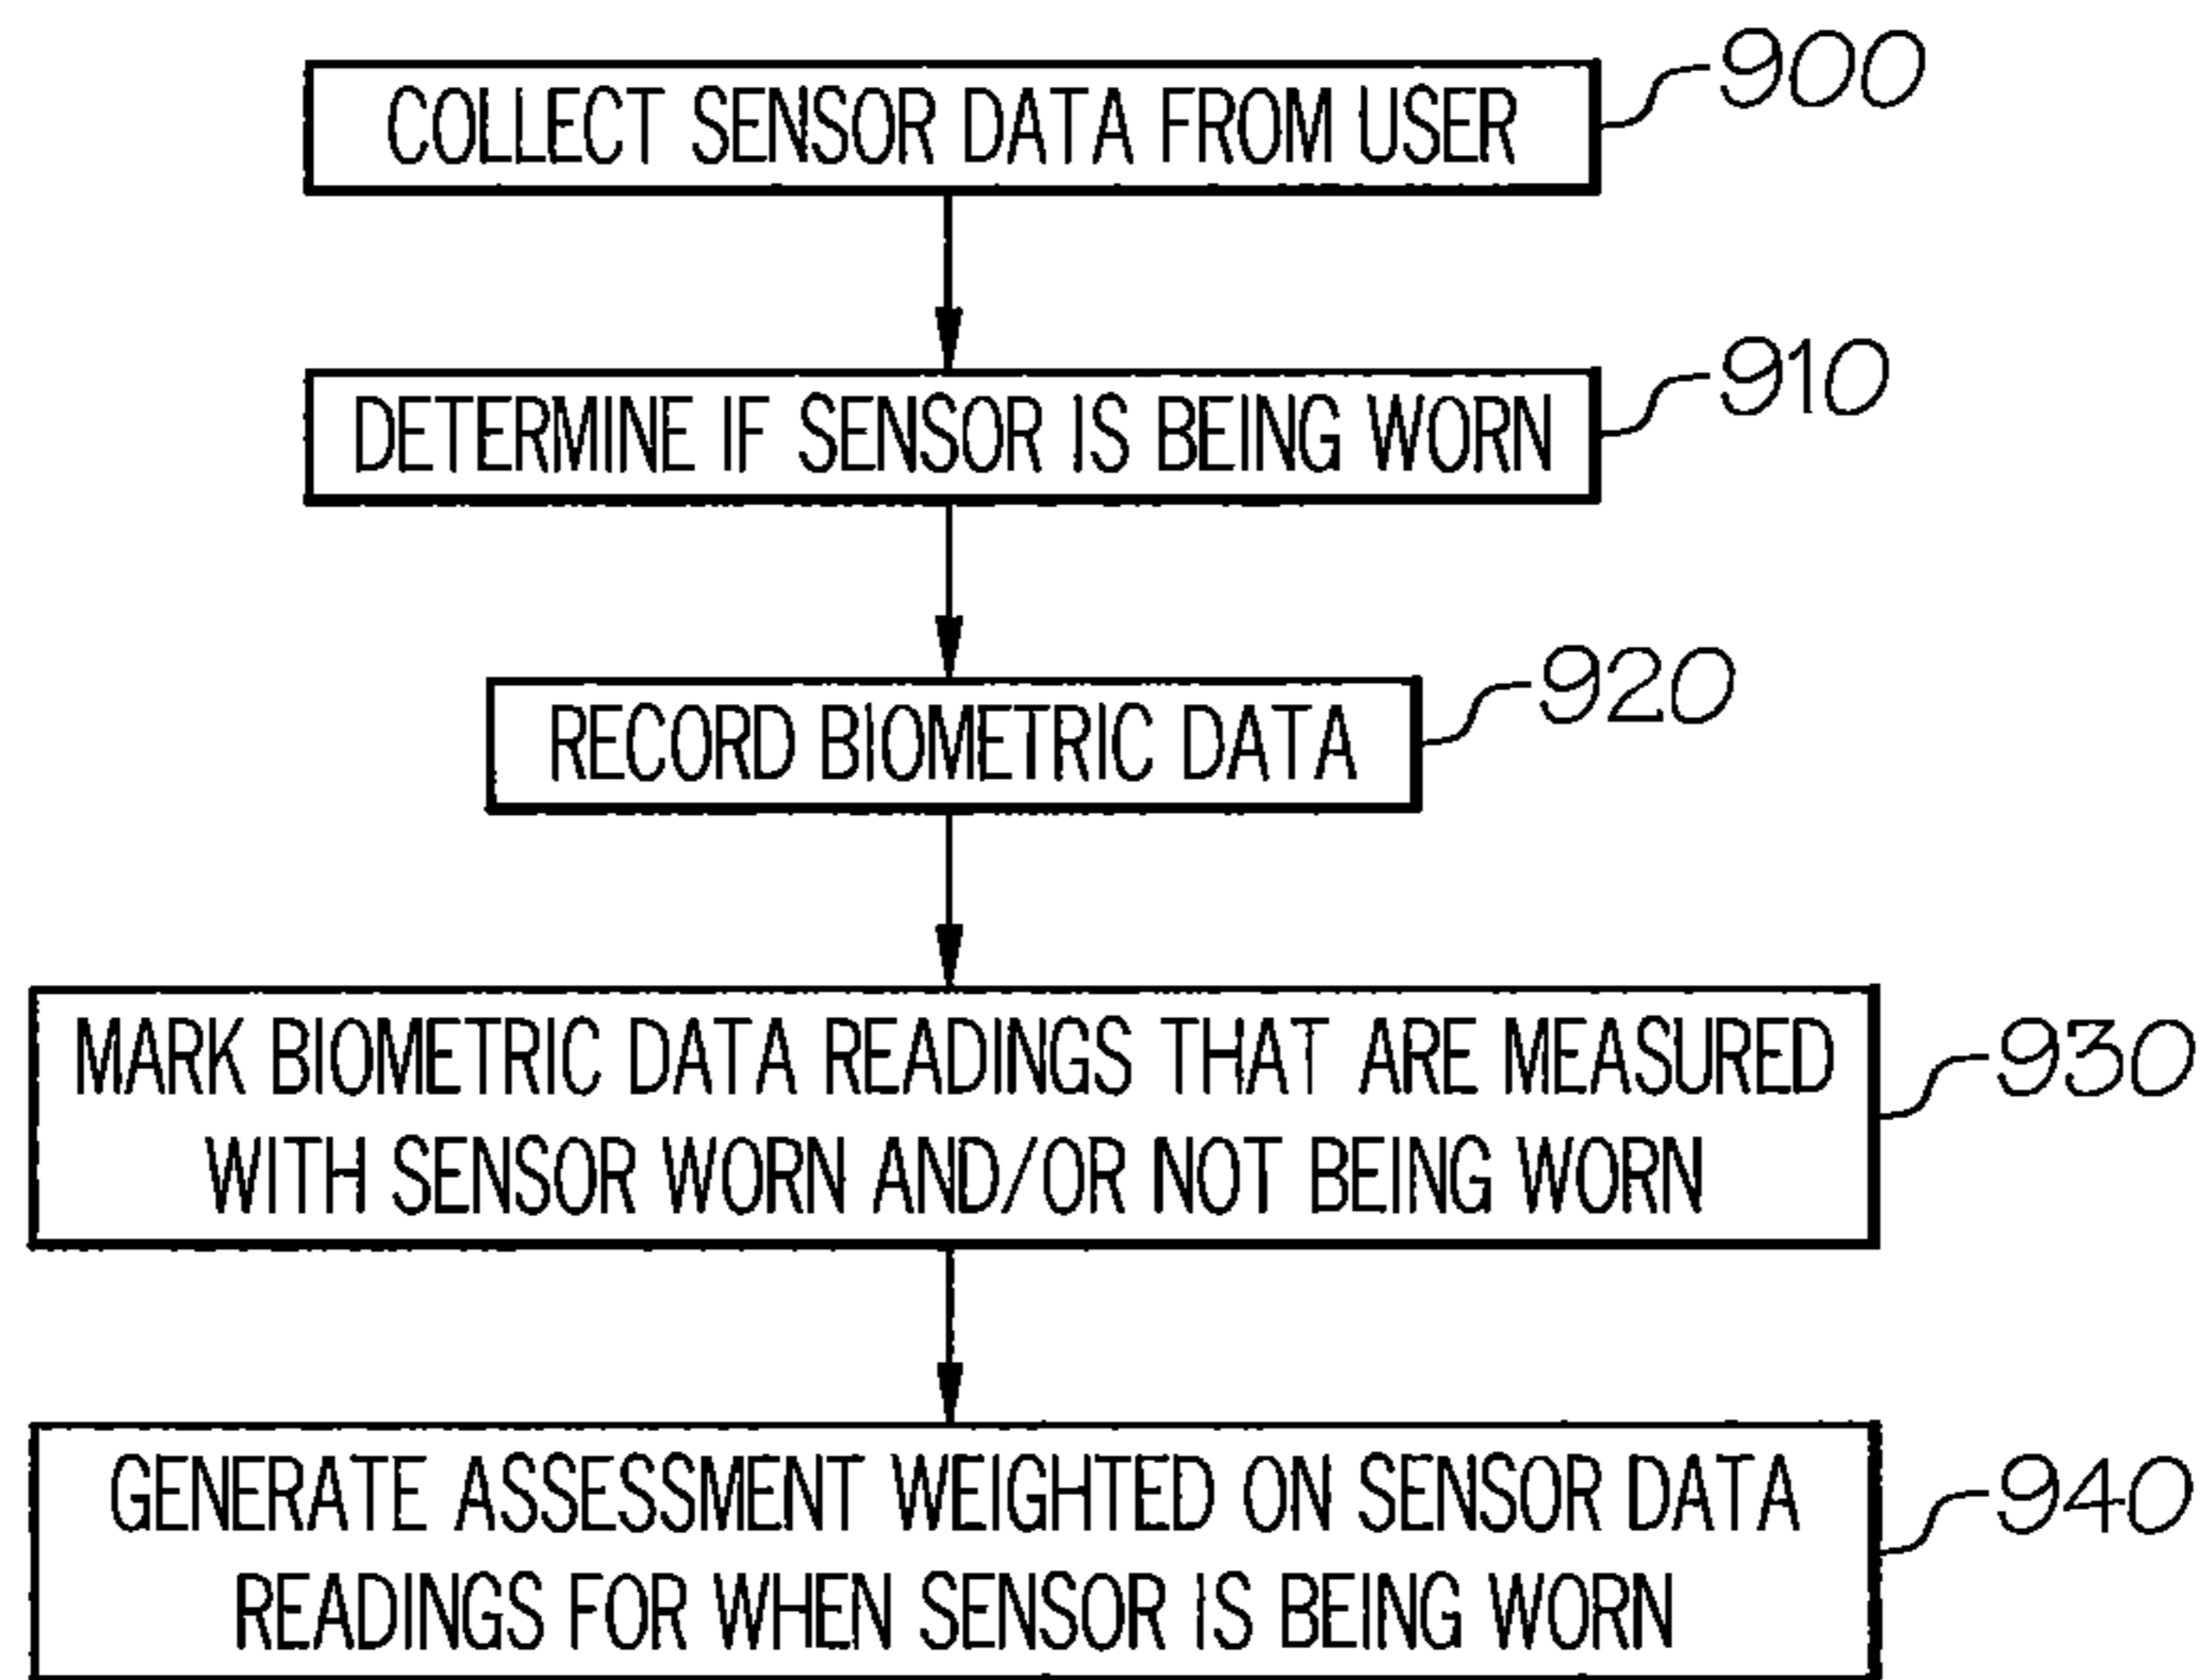 COLLECT SENSOR DATA FROM USER
900
DETERMINE IF SENSOR IS BEING WORN
910
RECORD BIOMETRIC DATA
920
MARK BIOMETRIC DATA READINGS THAT ARE MEASURED
WITH SENSOR WORN AND/OR NOT BEING WORN
930
GENERATE ASSESSMENT WEIGHTED ON SENSOR DATA
READINGS FOR WHEN SENSOR IS BEING WORN
940